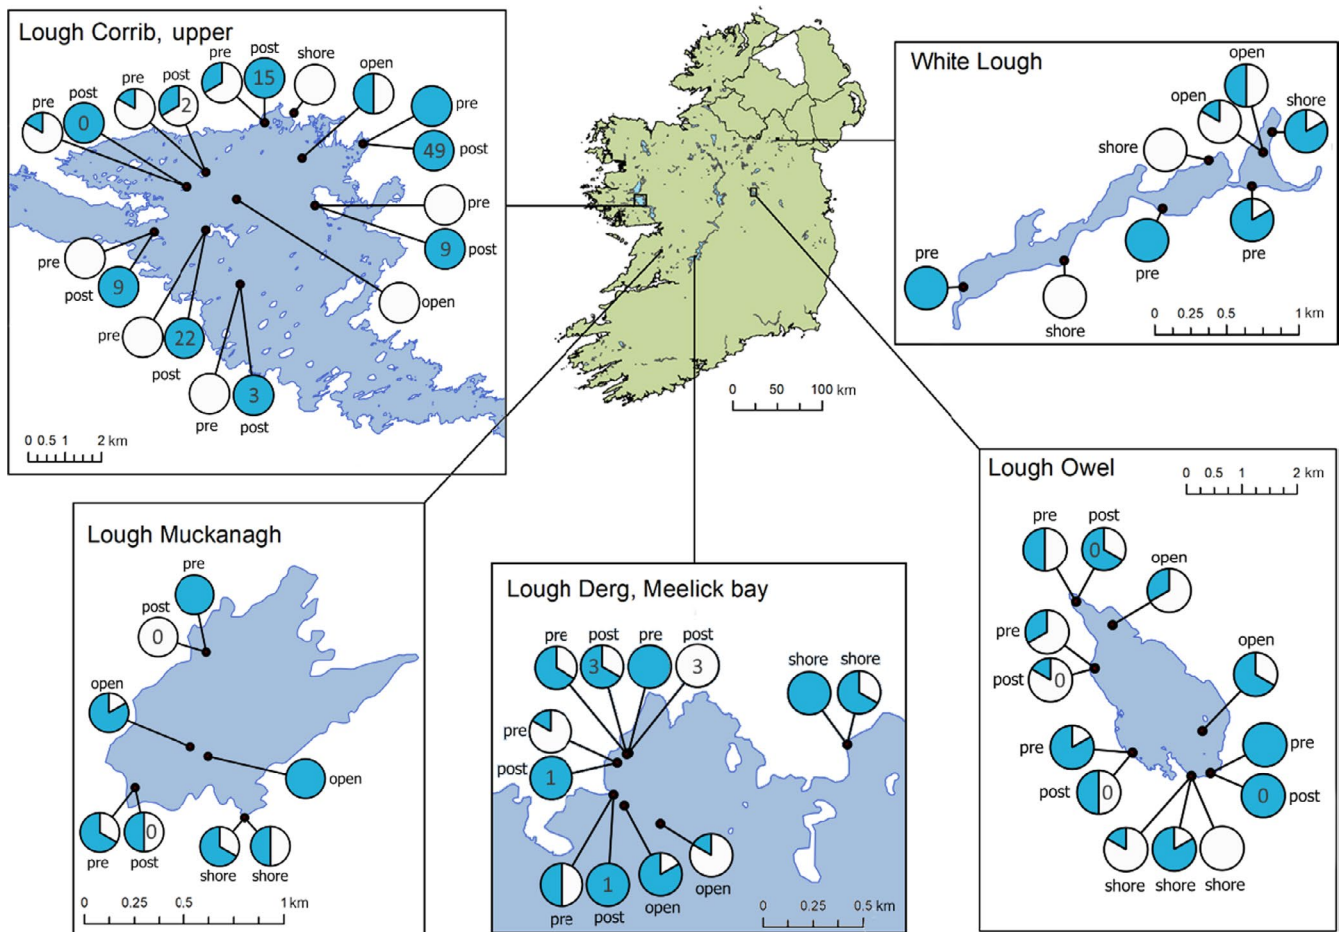 Lough Corrib, upper
pre
post
0
pre
post
2
pre
post
15
shore
open
pre
49
post
pre
9
post
open
pre
post
9
pre
22
post
pre
3
post
0 0.5 1 2 km
0 50 100 km
White Lough
open
open
shore
shore
pre
pre
pre
shore
0 0.25 0.5 1 km
Lough Muckanagh
pre
post
0
open
open
pre
post
0
shore
shore
0 0.25 0.5 1 km
Lough Derg, Meelick bay
pre
post
3
pre
post
3
shore
shore
pre
post
1
pre
1
post
open
open
0 0.25 0.5 km
Lough Owel
0 0.5 1 2 km
pre
post
0
open
pre
post
0
open
pre
post
0
pre
0
post
shore
shore
shore